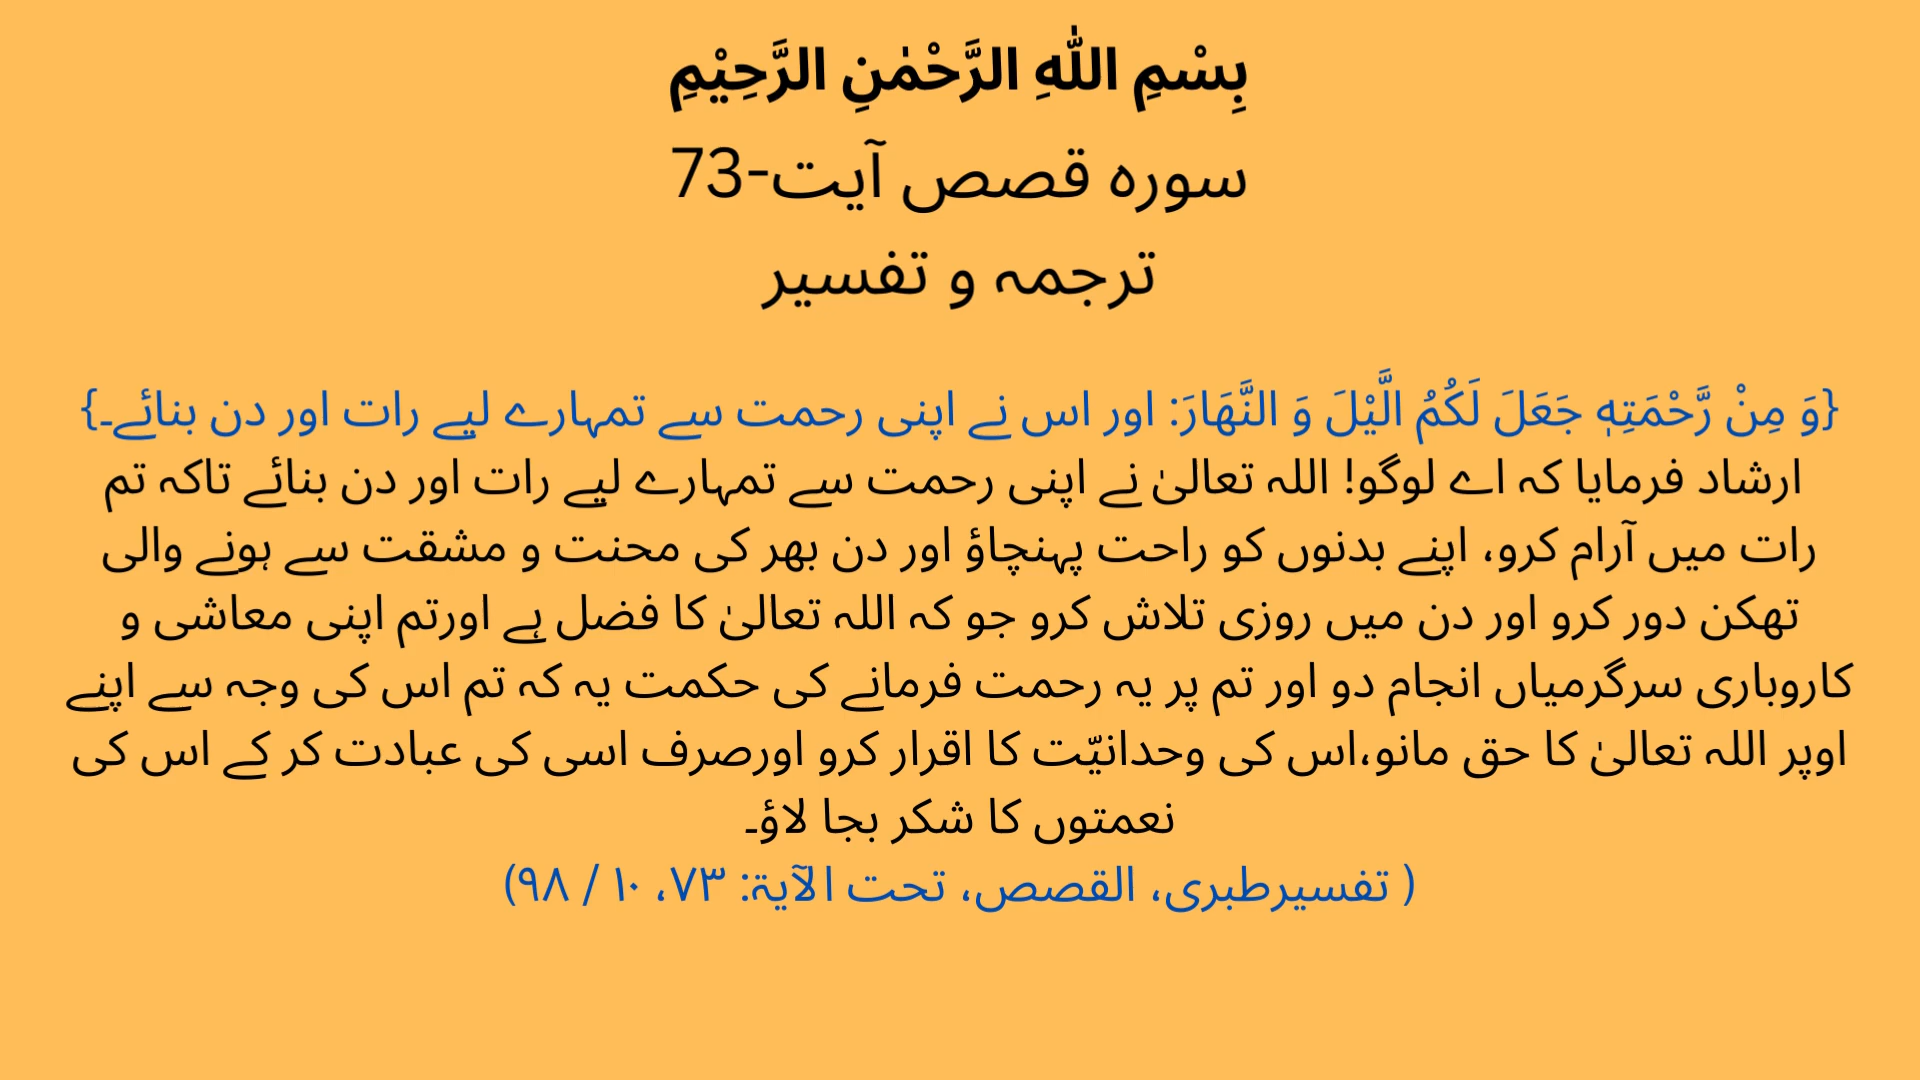 بِسْمِ اللّٰهِ الرَّحْمٰنِ الرَّحِیْمِ
سورہ قصص آیت-73
ترجمہ و تفسیر
{وَ مِنْ رَّحْمَتِهٖ جَعَلَ لَكُمُ الَّیْلَ وَ النَّهَارَ: اور اس نے اپنی رحمت سے تمہارے لیے رات اور دن بنائے۔}
ارشاد فرمایا کہ اے لوگو! اللہ تعالیٰ نے اپنی رحمت سے تمہارے لیے رات اور دن بنائے تاکہ تم
رات میں آرام کرو، اپنے بدنوں کو راحت پہنچاؤ اور دن بھر کی محنت و مشقت سے ہونے والی
تھکن دور کرو اور دن میں روزی تلاش کرو جو کہ اللہ تعالیٰ کا فضل ہے اورتم اپنی معاشی و
کاروباری سرگرمیاں انجام دو اور تم پر یہ رحمت فرمانے کی حکمت یہ کہ تم اس کی وجہ سے اپنے
اوپر اللہ تعالیٰ کا حق مانو،اس کی وحدانیّت کا اقرار کرو اورصرف اسی کی عبادت کر کے اس کی
نعمتوں کا شکر بجا لاؤ۔
( تفسیرطبری، القصص، تحت الآیۃ: ۷۳، ۱۰ / ۹۸)